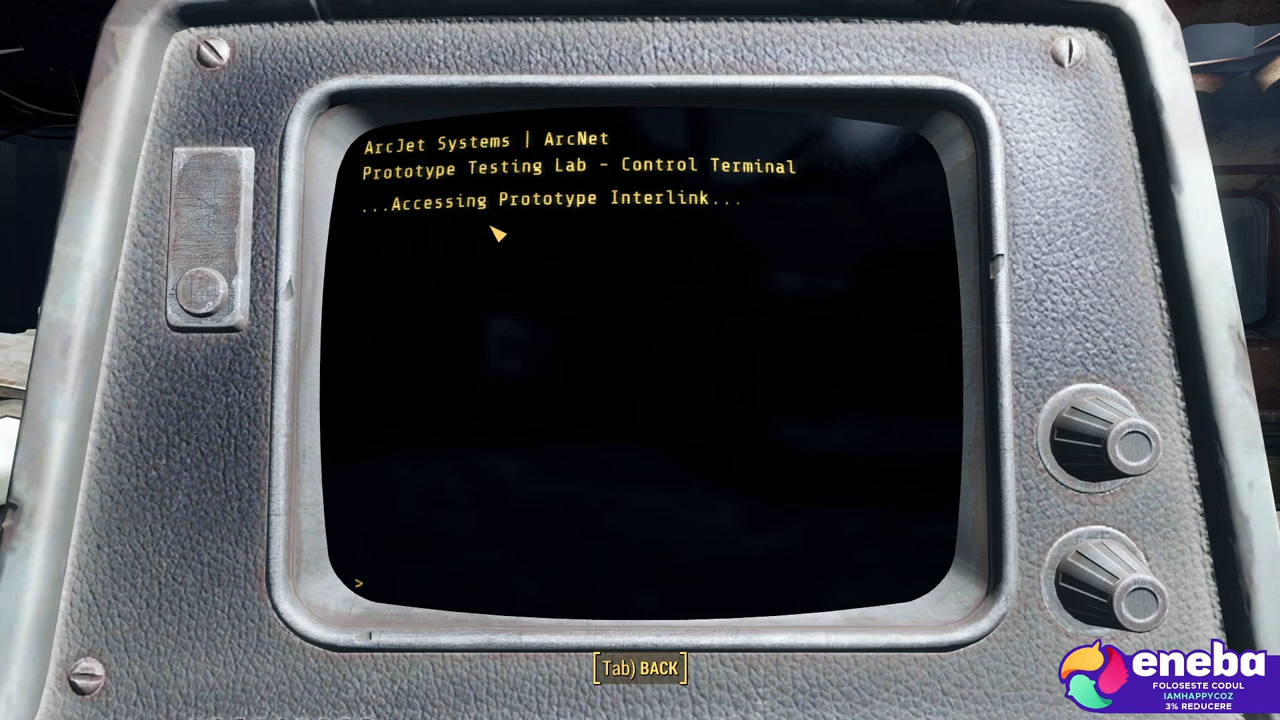 ArcJet Systems | ArcNet
Prototype Testing Lab - Control Terminal
...Accessing Prototype Interlink...
>
[Tab) BACK]
eneba
FOLOSESTE CODUL
IAMHAPPYCOZ
3% REDUCERE